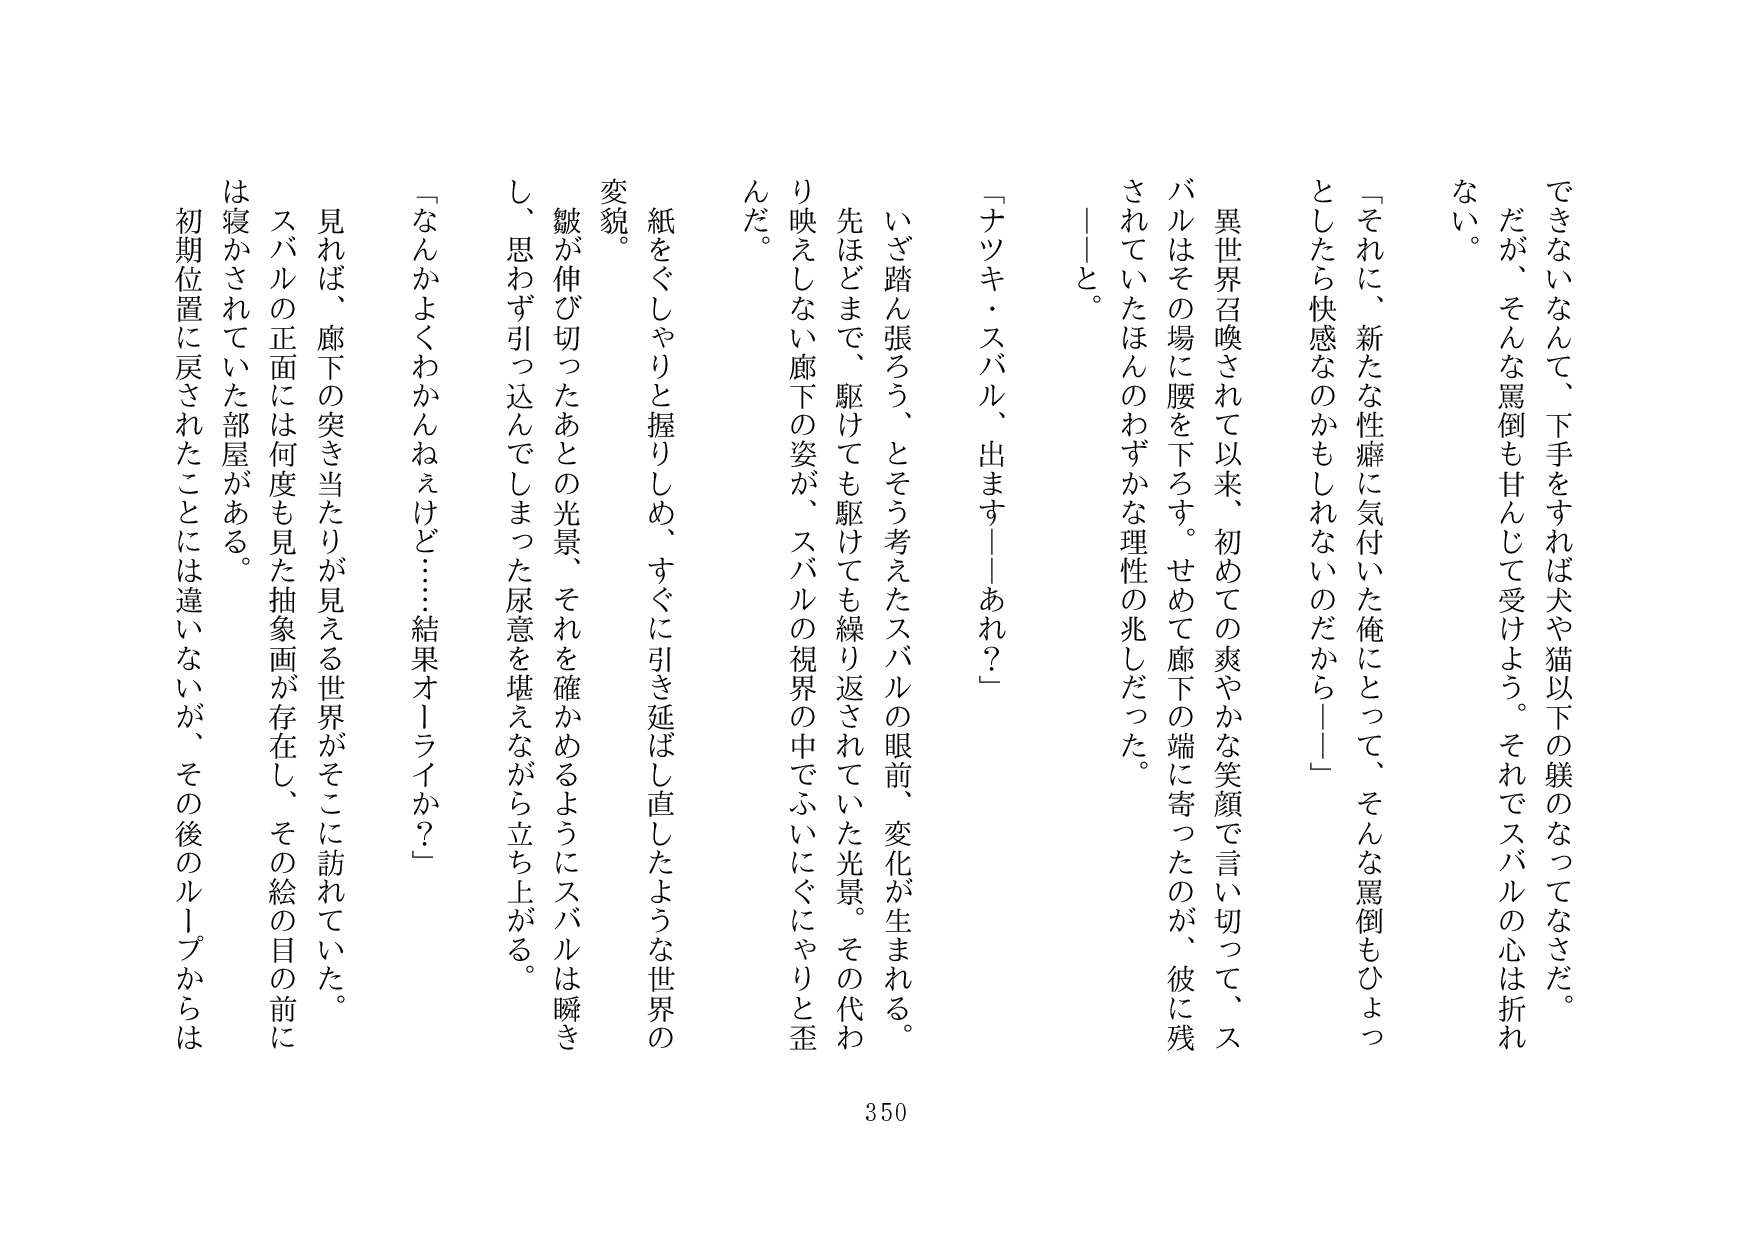 できないなんて、下手をすれば犬や猫以下の躾のなってなさだ。
だが、そんな罵倒も甘んじて受けよう。それでスバルの心は折れ
ない。
「それに、新たな性癖に気付いた俺にとって、そんな罵倒もひょっ
としたら快感なのかもしれないのだから――」
異世界召喚されて以来、初めての爽やかな笑顔で言い切って、ス
バルはその場に腰を下ろす。せめて廊下の端に寄ったのが、彼に残
されていたほんのわずかな理性の兆しだった。
――と。
「ナツキ・スバル、出ます――あれ？」
いざ踏ん張ろう、とそう考えたスバルの眼前、変化が生まれる。
先ほどまで、駆けても駆けても繰り返されていた光景。その代わ
り映えしない廊下の姿が、スバルの視界の中でふいにぐにゃりと歪
んだ。
紙をぐしゃりと握りしめ、すぐに引き延ばし直したような世界の
変貌。
皺が伸び切ったあとの光景、それを確かめるようにスバルは瞬き
し、思わず引っ込んでしまった尿意を堪えながら立ち上がる。
「なんかよくわかんねぇけど……結果オーライか？」
見れば、廊下の突き当たりが見える世界がそこに訪れていた。
スバルの正面には何度も見た抽象画が存在し、その絵の目の前に
は寝かされていた部屋がある。
初期位置に戻されたことには違いないが、その後のループからは
350